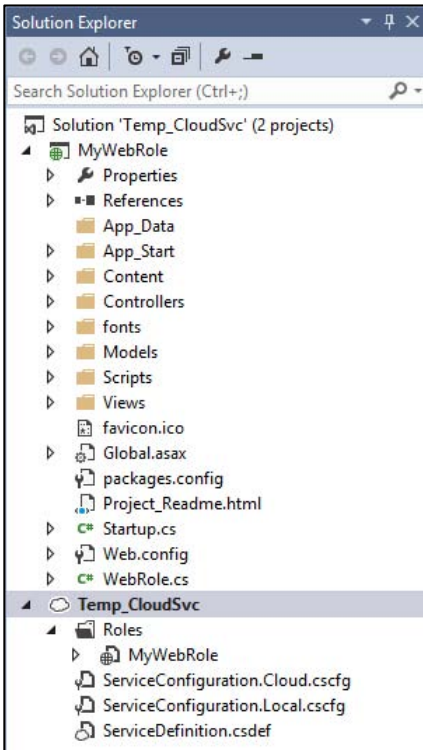 Solution Explorer
Search Solution Explorer (Ctrl+;)
Solution 'Temp_CloudSvc' (2 projects)
MyWebRole
Properties
References
App_Data
App_Start
Content
Controllers
fonts
Models
Scripts
Views
favicon.ico
Global.asax
packages.config
Project_Readme.html
C# Startup.cs
Web.config
C# WebRole.cs
Temp_CloudSvc
Roles
MyWebRole
ServiceConfiguration.Cloud.cscfg
ServiceConfiguration.Local.cscfg
ServiceDefinition.csdef